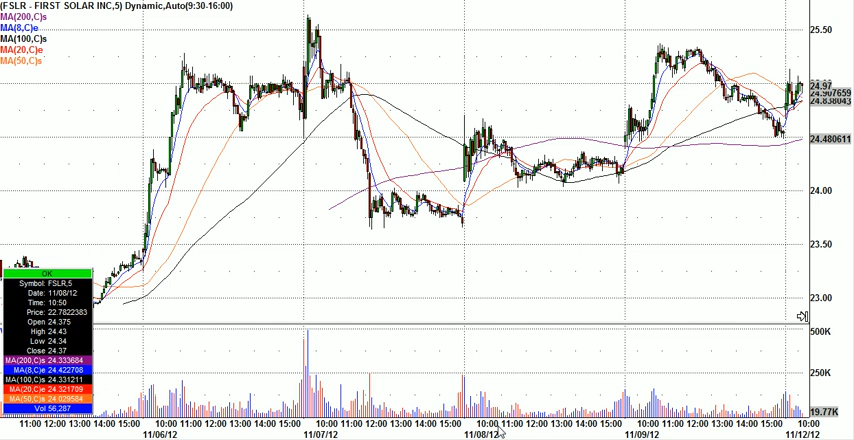 (FSLR - FIRST SOLAR INC,5) Dynamic,Auto(9:30-16:00)
MA(200,C)s
MA(8,C)e
MA(100,C)s
MA(20,C)e
MA(50,C)s
25.50
24.97
24.480611
24.00
23.50
23.00
OK
Symbol: FSLR,5
Date: 11/08/12
Time: 10:50
Price: 22.7822383
Open 24.375
High 24.43
Low 24.34
Close 24.37
MA(200,C)s 24.333684
MA(8,C)e 24.422708
MA(100,C)s 24.331211
MA(20,C)e 24.321709
MA(50,C)s 24.029584
Vol 56,287
500K
250K
19.77K
11:00 12:00 13:00 14:00 15:00 10:00 11:00 12:00 13:00 14:00 15:00 10:00 11:00 12:00 13:00 14:00 15:00 10:00 11:00 12:00 13:00 14:00 15:00 10:00 11:00 12:00 13:00 14:00 15:00 10:00
11/06/12 11/07/12 11/08/12 11/09/12 11/12/12